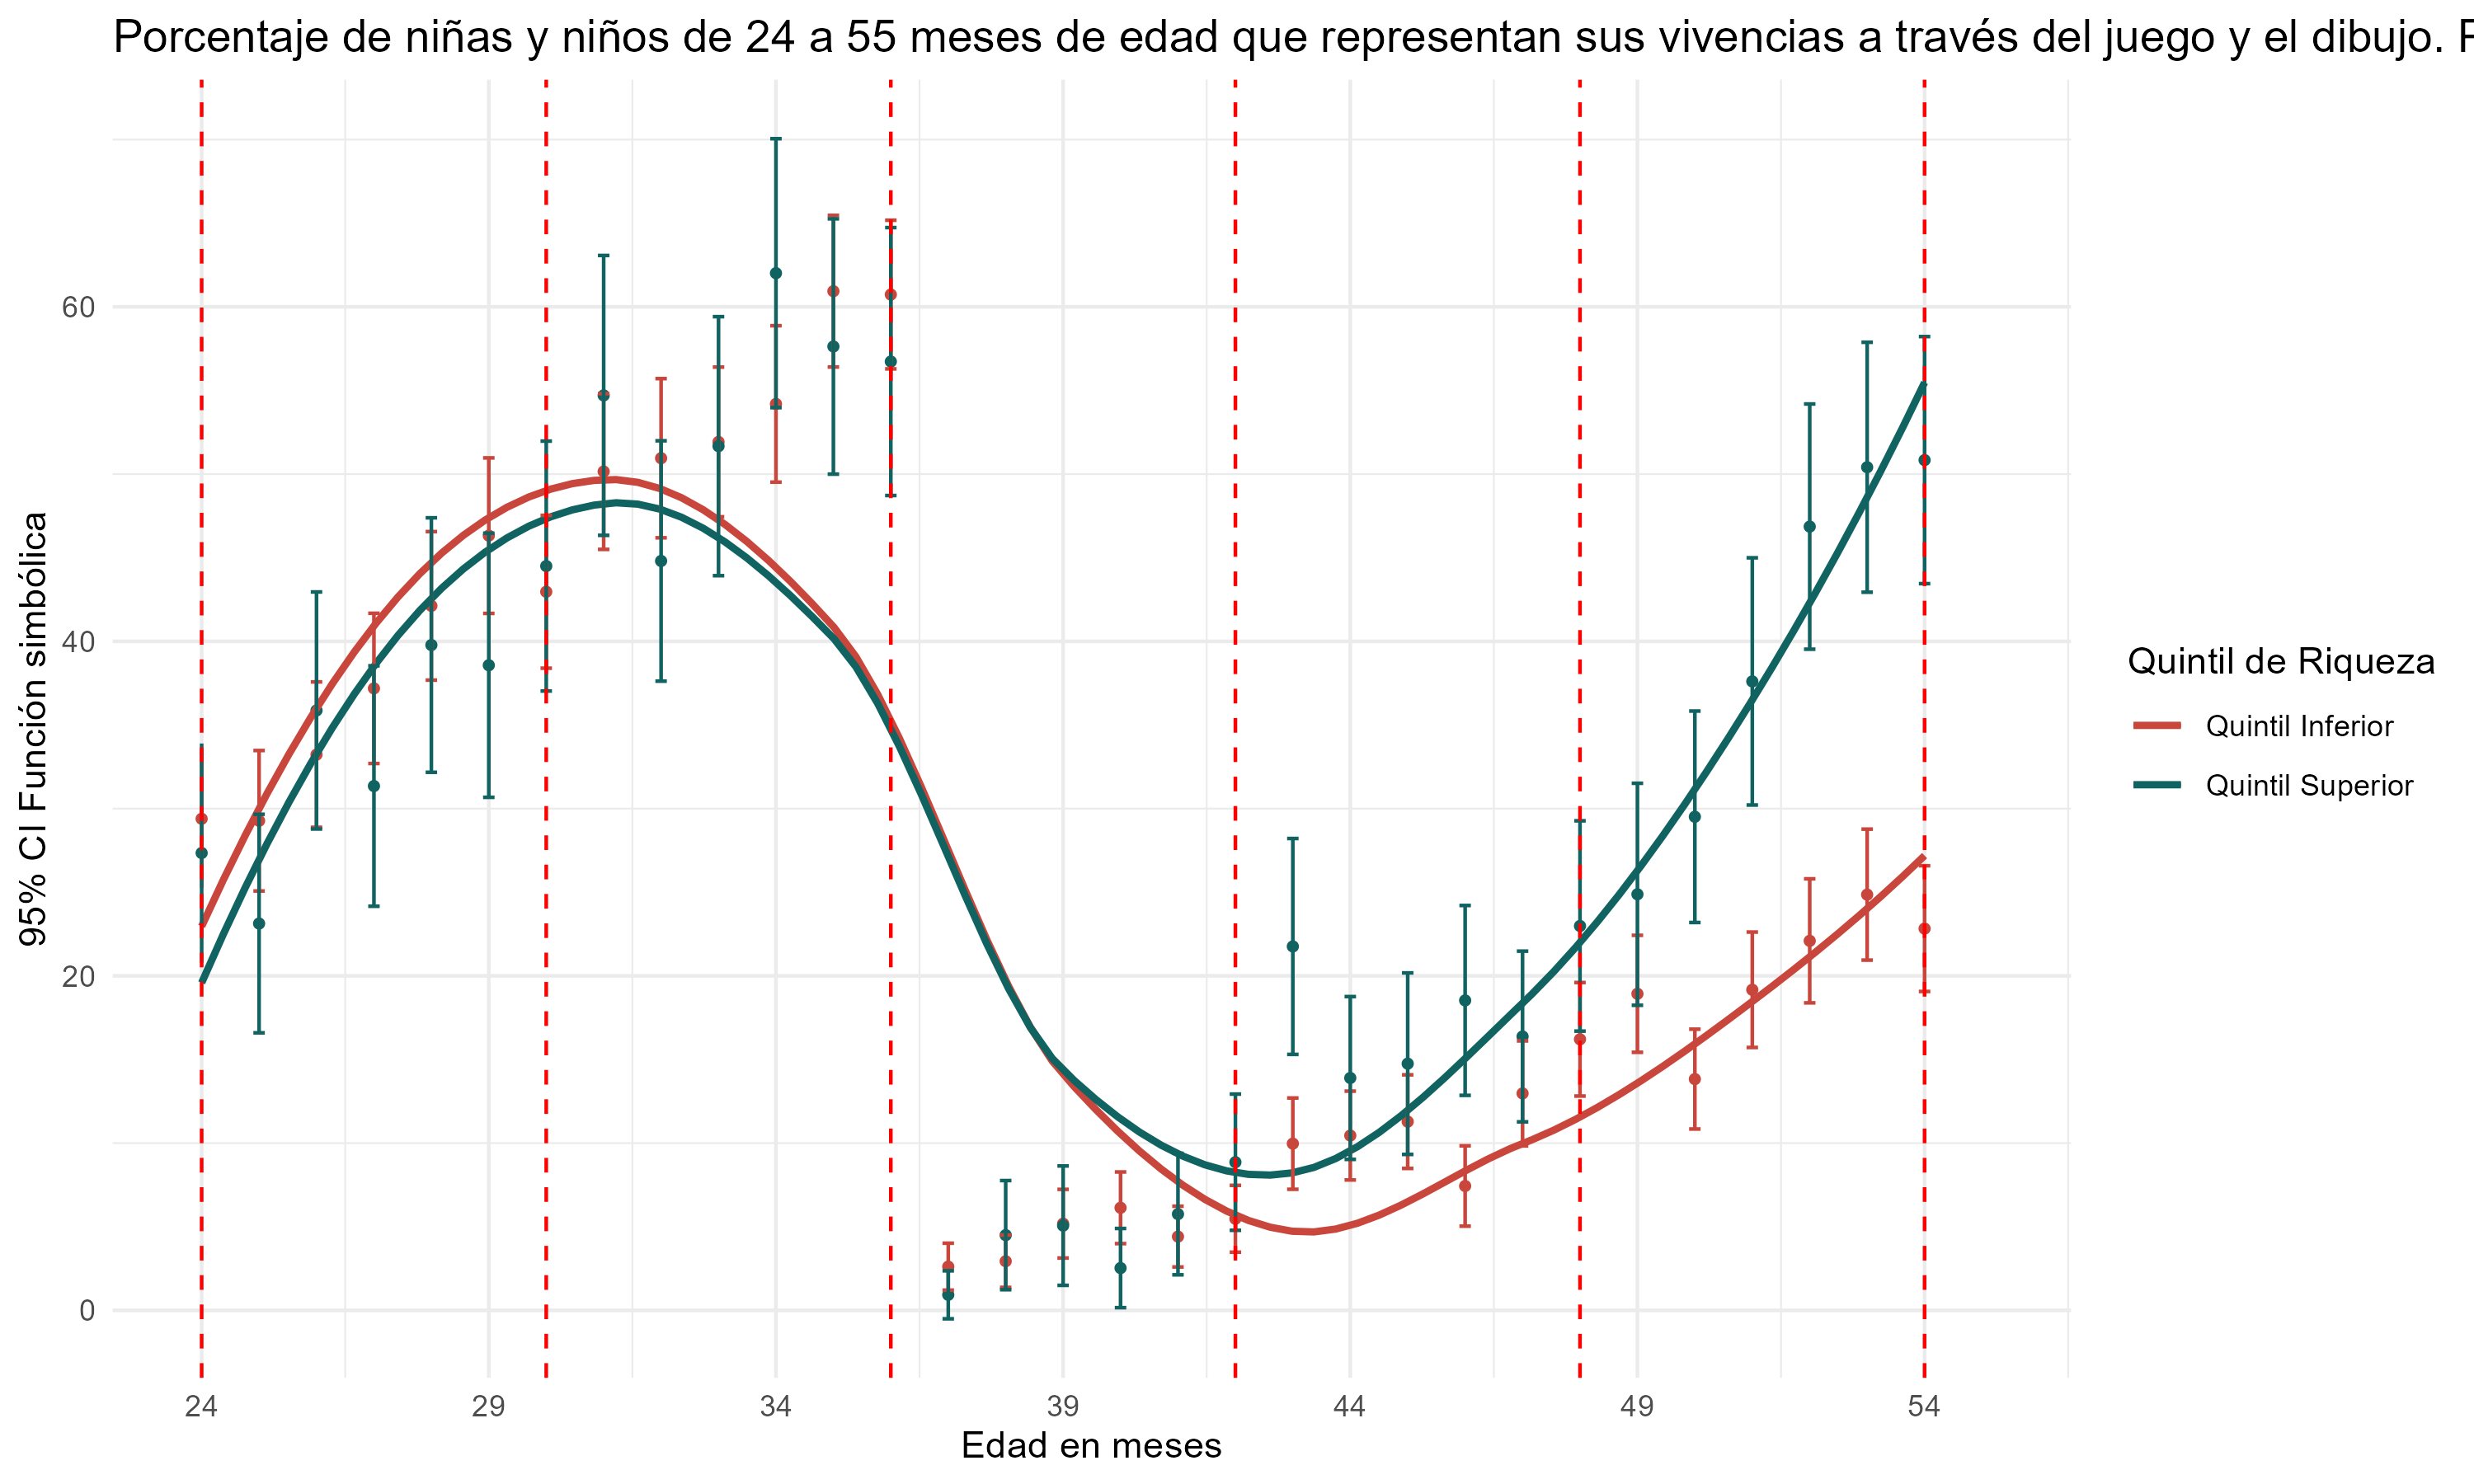 Porcentaje de niñas y niños de 24 a 55 meses de edad que representan sus vivencias a través del juego y el dibujo.
95% CI Función simbólica
60
40
20
0
24 29 34 39 44 49 54
Edad en meses
Quintil de Riqueza
Quintil Inferior
Quintil Superior